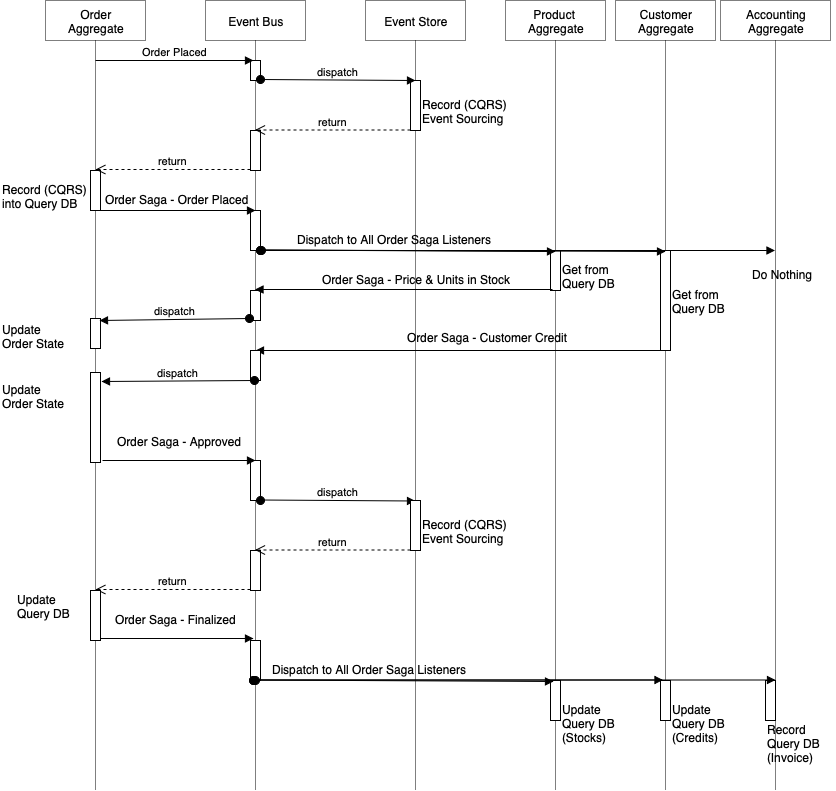 Order
Aggregate
Event Bus
Event Store
Product
Aggregate
Customer
Aggregate
Accounting
Aggregate
Order Placed
dispatch
Record (CQRS)
Event Sourcing
return
return
Record (CQRS)
into Query DB
Order Saga - Order Placed
Dispatch to All Order Saga Listeners
Get from
Query DB
Do Nothing
Order Saga - Price & Units in Stock
Get from
Query DB
dispatch
Update
Order State
Order Saga - Customer Credit
dispatch
Update
Order State
Order Saga - Approved
dispatch
Record (CQRS)
Event Sourcing
return
return
Update
Query DB
Order Saga - Finalized
Dispatch to All Order Saga Listeners
Update
Query DB
(Stocks)
Update
Query DB
(Credits)
Record
Query DB
(Invoice)